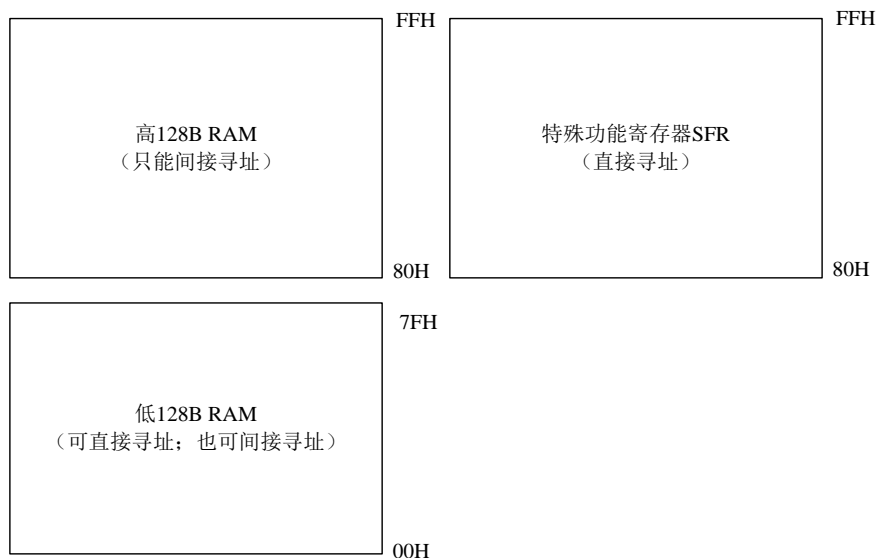 FFH
FFH
高128B RAM
（只能间接寻址）
特殊功能寄存器SFR
（直接寻址）
80H
80H
7FH
低128B RAM
（可直接寻址；也可间接寻址）
00H